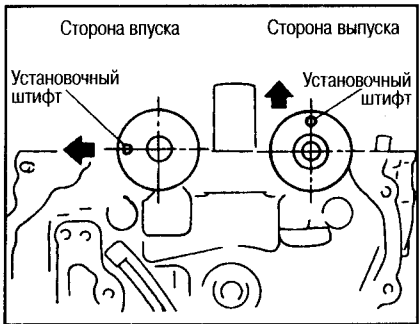 Сторона впуска
Сторона выпуска
Установочный
штифт
Установочный
штифт